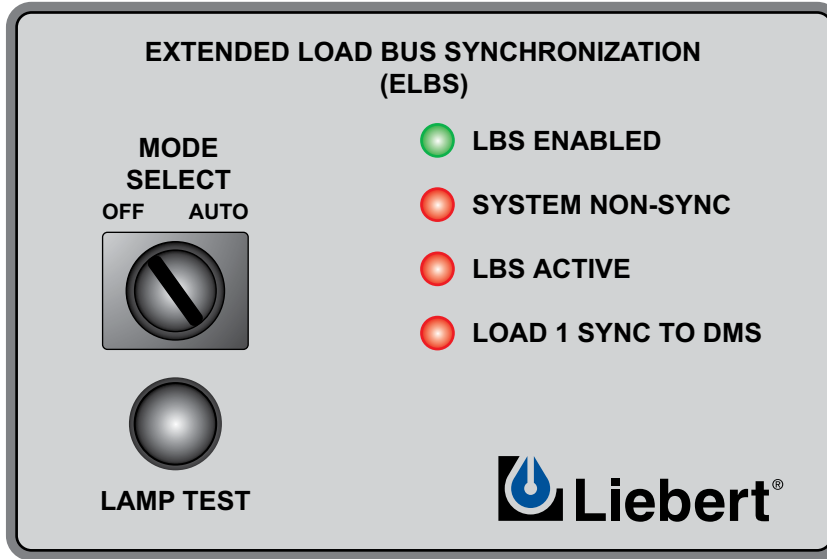 EXTENDED LOAD BUS SYNCHRONIZATION
(ELBS)
MODE
SELECT
OFF AUTO
LAMP TEST
LBS ENABLED
SYSTEM NON-SYNC
LBS ACTIVE
LOAD 1 SYNC TO DMS
Liebert®